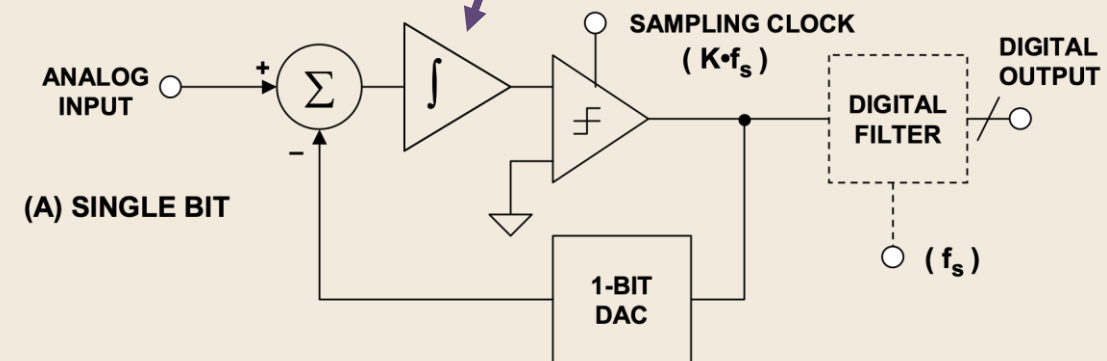 SAMPLING CLOCK
( K•fs )
ANALOG
INPUT
+
Σ
∫
−
DIGITAL
FILTER
DIGITAL
OUTPUT
(A) SINGLE BIT
( fs )
1-BIT
DAC